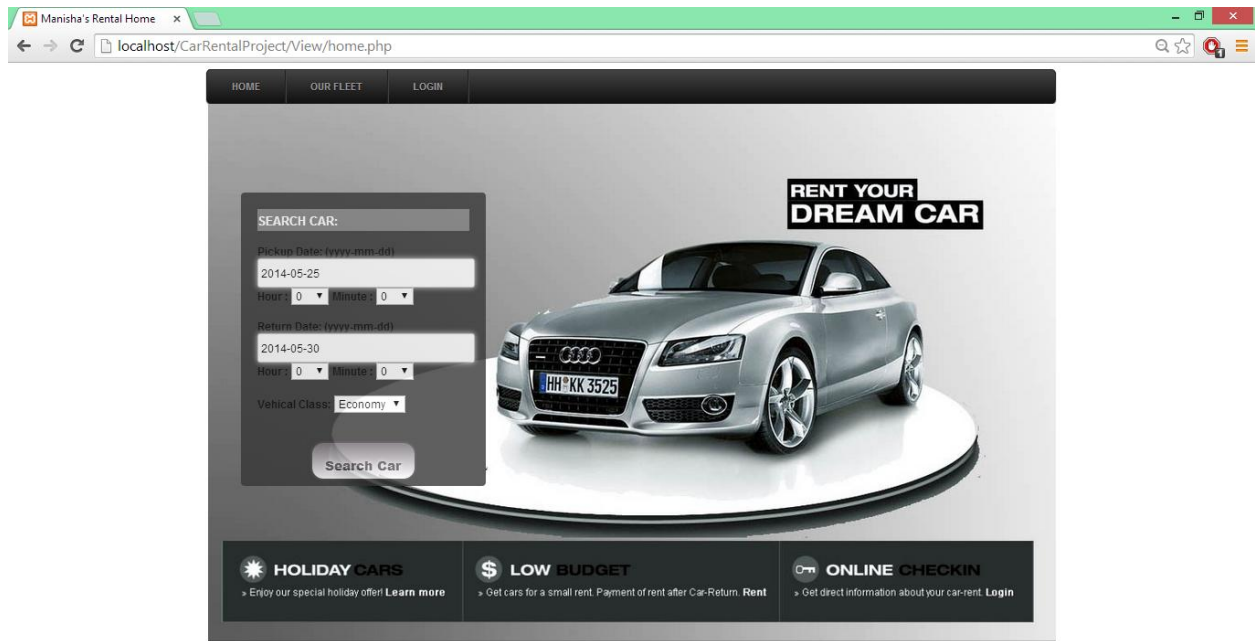 Manisha's Rental Home
localhost/CarRentalProject/View/home.php
HOME OUR FLEET LOGIN
RENT YOUR
DREAM CAR
SEARCH CAR:
Pickup Date: (yyyy-mm-dd)
2014-05-25
Hour : 0 Minute : 0
Return Date: (yyyy-mm-dd)
2014-05-30
Hour : 0 Minute : 0
Vehical Class: Economy
Search Car
HH KK 3525
HOLIDAY CARS
» Enjoy our special holiday offer! Learn more
$ LOW BUDGET
» Get cars for a small rent. Payment of rent after Car-Return. Rent
ONLINE CHECKIN
» Get direct information about your car-rent. Login